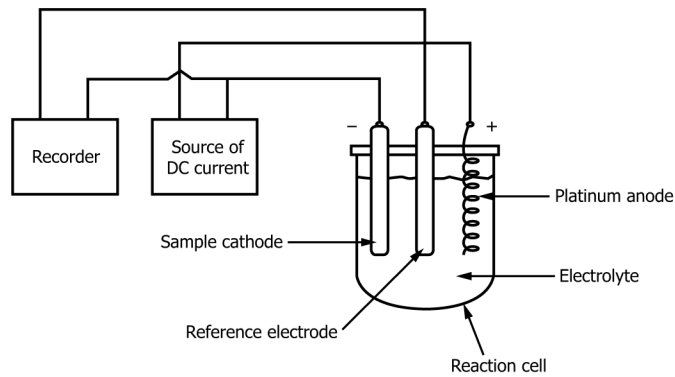 Recorder
Source of
DC current
−
+
Platinum anode
Sample cathode
Electrolyte
Reference electrode
Reaction cell